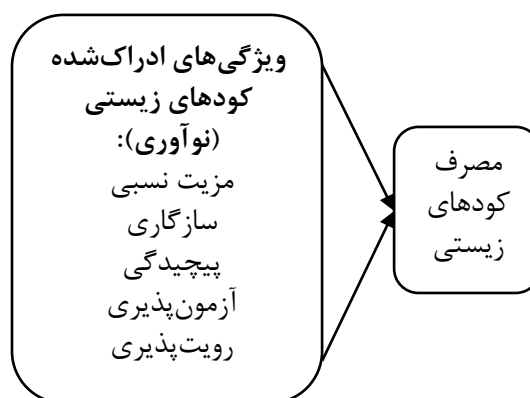 ویژگی‌های ادراک‌شده
کودهای زیستی
(نوآوری):
مزیت نسبی
سازگاری
پیچیدگی
آزمون‌پذیری
رویت‌پذیری
مصرف
کودهای
زیستی